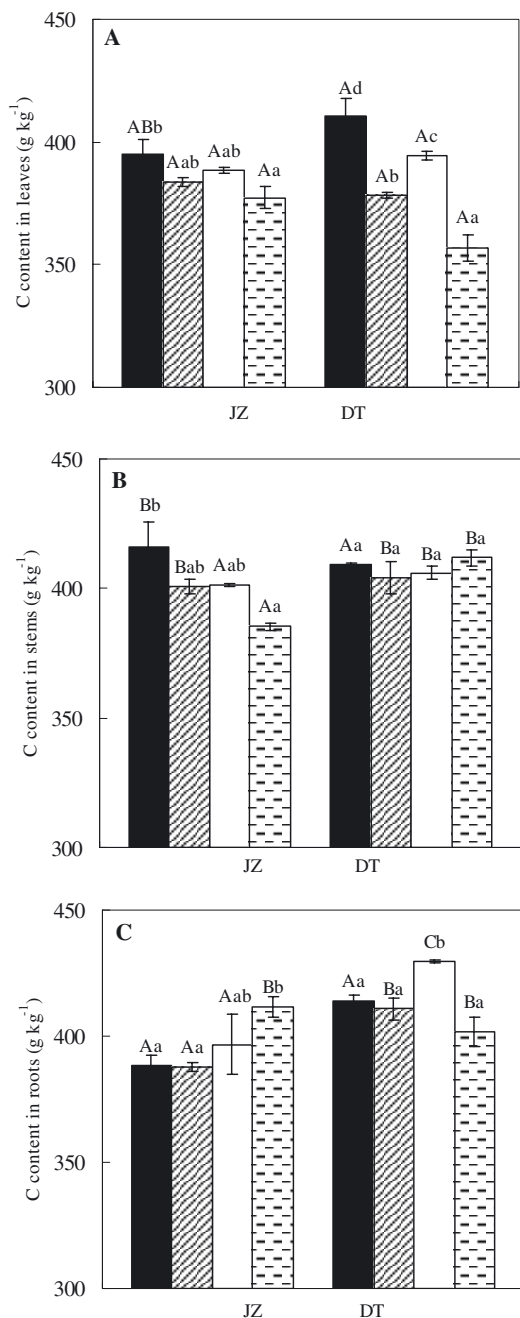 A
C content in leaves (g kg⁻¹)
450
400
350
300
ABb Aab Aab Aa Ad Ab Ac Aa
JZ DT
B
C content in stems (g kg⁻¹)
450
400
350
300
Bb Bab Aab Aa Aa Ba Ba Ba
JZ DT
C
C content in roots (g kg⁻¹)
450
400
350
300
Aa Aa Aab Bb Aa Ba Cb Ba
JZ DT